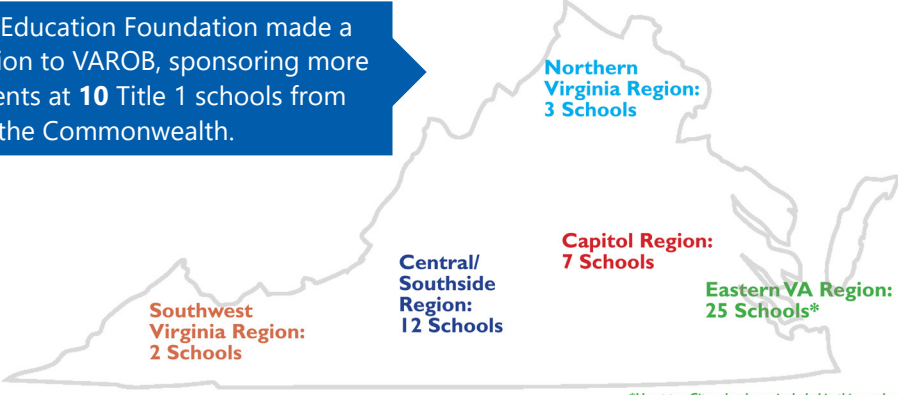 Education Foundation made a
ion to VAROB, sponsoring more
ents at 10 Title 1 schools from
the Commonwealth.
Northern
Virginia Region:
3 Schools
Capitol Region:
7 Schools
Central/
Southside
Region:
12 Schools
Eastern VA Region:
25 Schools*
Southwest
Virginia Region:
2 Schools